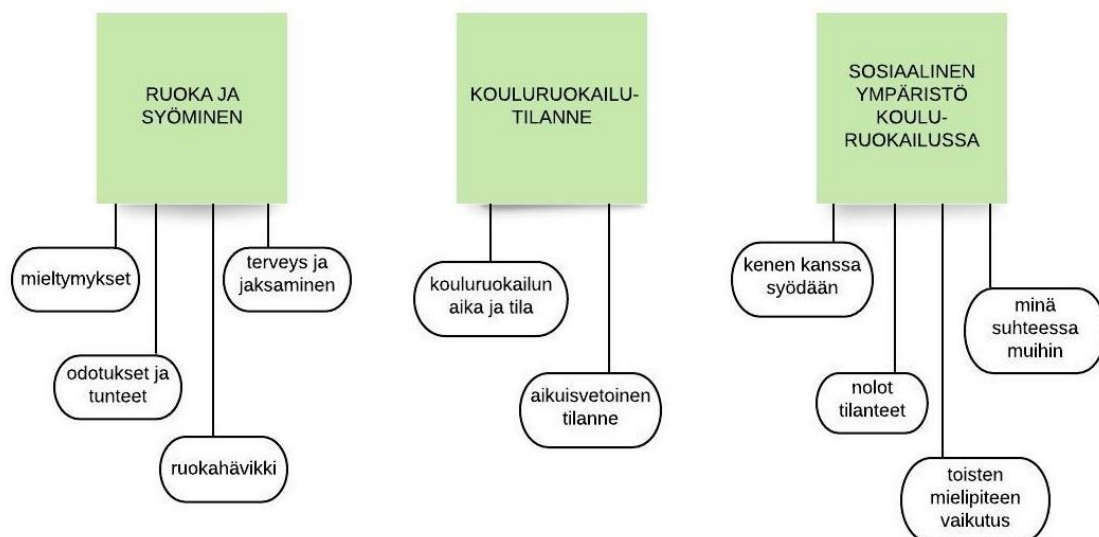 RUOKA JA
SYÖMINEN
mieltymykset
odotukset ja
tunteet
ruokahävikki
terveys ja
jaksaminen
KOULURUOKAILU-
TILANNE
kouluruokailun
aika ja tila
aikuisvetoinen
tilanne
SOSIAALINEN
YMPÄRISTÖ
KOULU-
RUOKAILUSSA
kenen kanssa
syödään
nolot
tilanteet
toisten
mielipiteen
vaikutus
minä
suhteessa
muihin